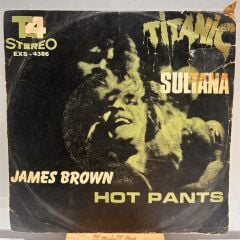 T4
STEREO
EXS - 4386
TITANIC
SULTANA
JAMES BROWN
HOT PANTS